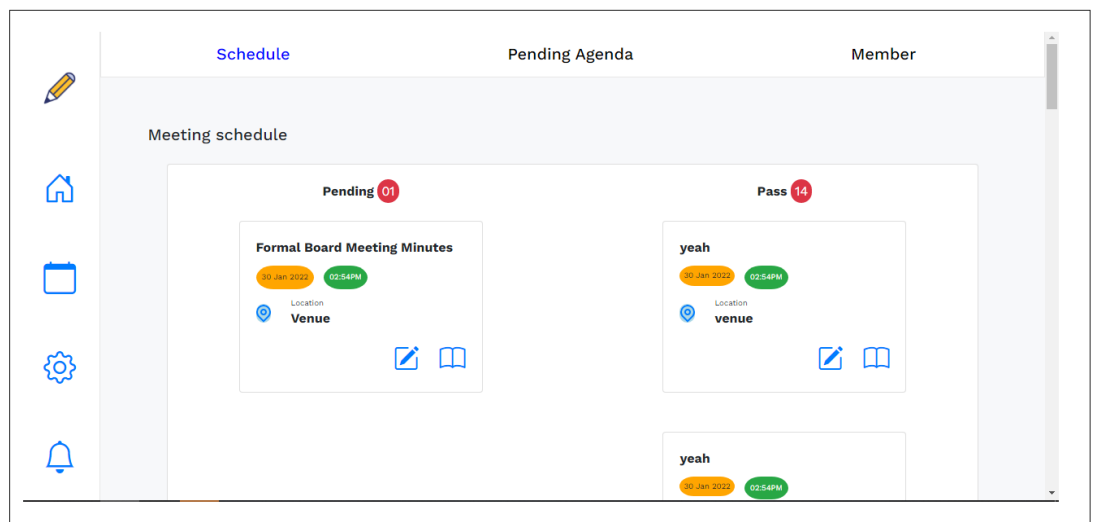 Schedule Pending Agenda Member
Meeting schedule
Pending 01
Formal Board Meeting Minutes
30 Jan 2022 02:54PM
Location
Venue
Pass 14
yeah
30 Jan 2022 02:54PM
Location
venue
yeah
30 Jan 2022 02:54PM